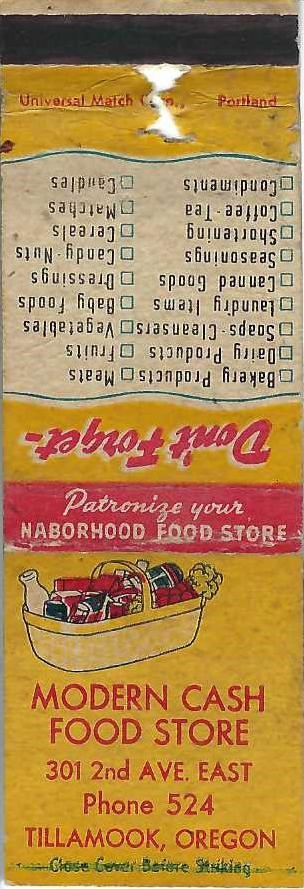 Universal Match Corp., Portland
Don't Forget-
Bakery Products Meats
Dairy Products Fruits
Soaps-Cleansers Vegetables
Laundry Items Baby Foods
Canned Goods Dressings
Seasonings Candy-Nuts
Shortening Cereals
Coffee-Tea Matches
Condiments Candles
Patronize your
NABORHOOD FOOD STORE
MODERN CASH
FOOD STORE
301 2nd AVE. EAST
Phone 524
TILLAMOOK, OREGON
Close Cover Before Striking